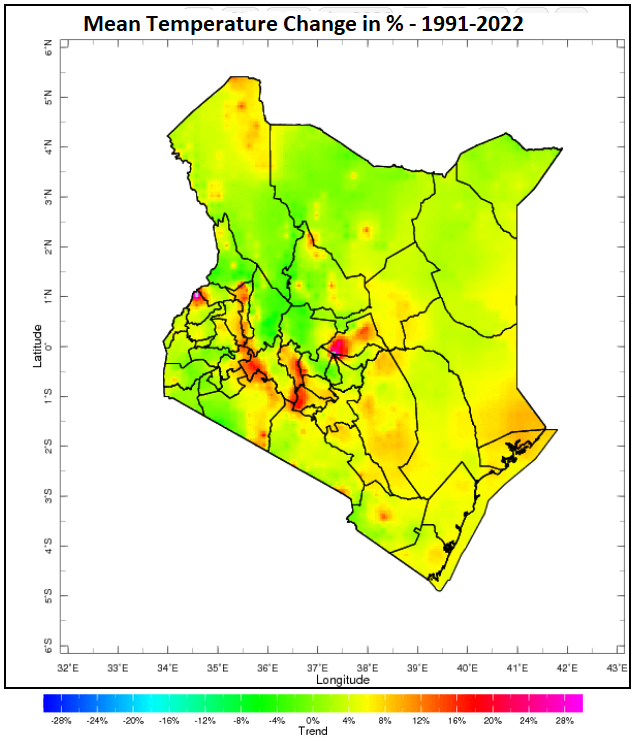 Mean Temperature Change in % - 1991-2022
6°N
5°N
4°N
3°N
2°N
1°N
0°
1°S
2°S
3°S
4°S
5°S
6°S
Latitude
32°E 33°E 34°E 35°E 36°E 37°E 38°E 39°E 40°E 41°E 42°E 43°E
Longitude
-28% -24% -20% -16% -12% -8% -4% 0% 4% 8% 12% 16% 20% 24% 28%
Trend